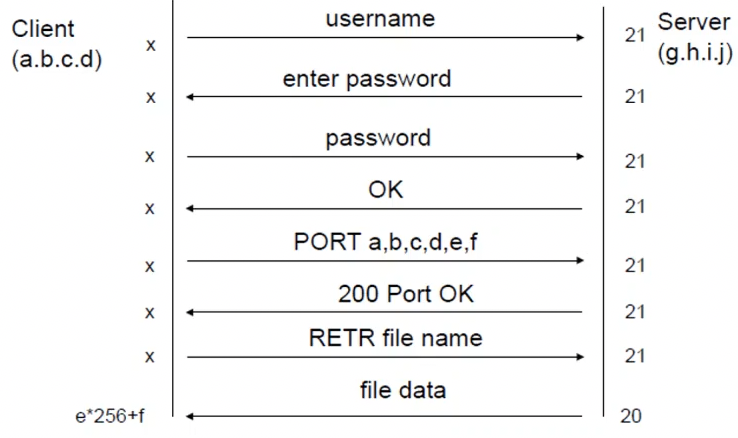 Client
(a.b.c.d)
username
Server
(g.h.i.j)
x
21
enter password
x
21
password
x
21
OK
x
21
PORT a,b,c,d,e,f
x
21
200 Port OK
x
21
RETR file name
x
21
file data
e*256+f
20